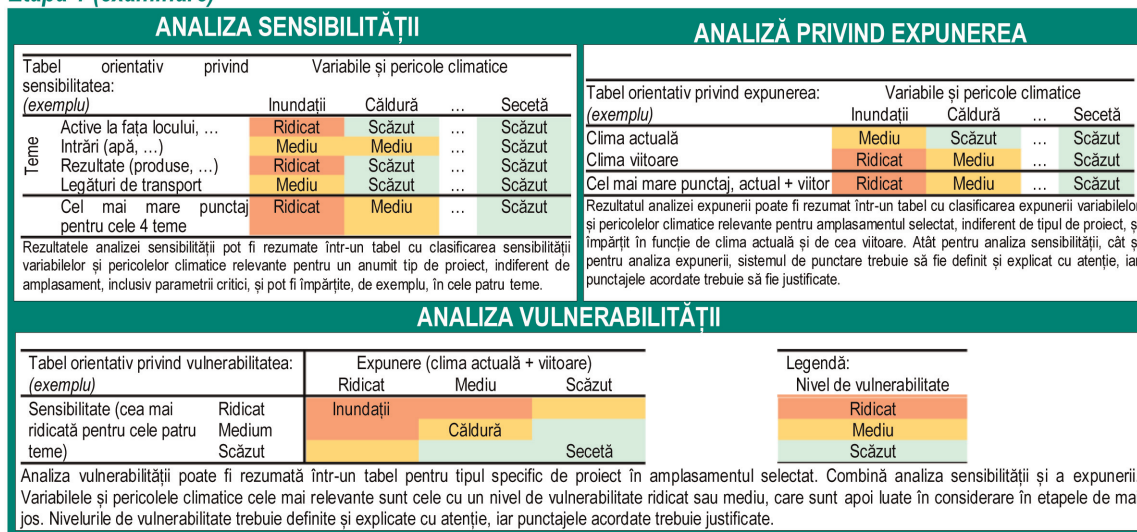 Etapa 1 (examinare)
ANALIZA SENSIBILITĂȚII
Tabel orientativ privind sensibilitatea: Variabile și pericole climatice
(exemplu) Inundații Căldură … Secetă
Teme
Active la fața locului, … Ridicat Scăzut … Scăzut
Intrări (apă, …) Mediu Mediu … Scăzut
Rezultate (produse, …) Ridicat Scăzut … Scăzut
Legături de transport Mediu Scăzut … Scăzut
Cel mai mare punctaj Ridicat Mediu … Scăzut
pentru cele 4 teme
Rezultatele analizei sensibilității pot fi rezumate într-un tabel cu clasificarea sensibilității
variabilelor și pericolelor climatice relevante pentru un anumit tip de proiect, indiferent de
amplasament, inclusiv parametrii critici, și pot fi împărțite, de exemplu, în cele patru teme.
ANALIZĂ PRIVIND EXPUNEREA
Tabel orientativ privind expunerea: Variabile și pericole climatice
(exemplu) Inundații Căldură … Secetă
Clima actuală Mediu Scăzut … Scăzut
Clima viitoare Ridicat Mediu … Scăzut
Cel mai mare punctaj, actual + viitor Ridicat Mediu … Scăzut
Rezultatul analizei expunerii poate fi rezumat într-un tabel cu clasificarea expunerii variabilelor
și pericolelor climatice relevante pentru amplasamentul selectat, indiferent de tipul de proiect, ș
împărțit în funcție de clima actuală și de cea viitoare. Atât pentru analiza sensibilității, cât ș
pentru analiza expunerii, sistemul de punctare trebuie să fie definit și explicat cu atenție, iar
punctajele acordate trebuie să fie justificate.
ANALIZA VULNERABILITĂȚII
Tabel orientativ privind vulnerabilitatea: Expunere (clima actuală + viitoare)
(exemplu) Ridicat Mediu Scăzut
Sensibilitate (cea mai Ridicat Inundații
ridicată pentru cele patru Medium Căldură
teme) Scăzut Secetă
Legendă:
Nivel de vulnerabilitate
Ridicat
Mediu
Scăzut
Analiza vulnerabilității poate fi rezumată într-un tabel pentru tipul specific de proiect în amplasamentul selectat. Combină analiza sensibilității și a expunerii.
Variabilele și pericolele climatice cele mai relevante sunt cele cu un nivel de vulnerabilitate ridicat sau mediu, care sunt apoi luate în considerare în etapele de ma
jos. Nivelurile de vulnerabilitate trebuie definite și explicate cu atenție, iar punctajele acordate trebuie justificate.